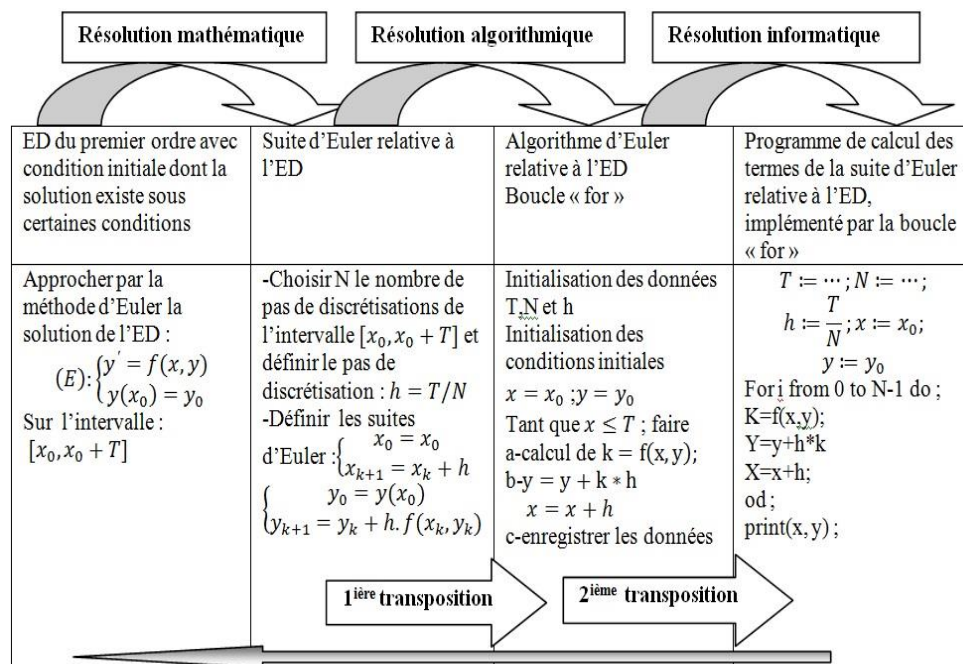 Résolution mathématique
Résolution algorithmique
Résolution informatique
ED du premier ordre avec
condition initiale dont la
solution existe sous
certaines conditions
Suite d'Euler relative à
l'ED
Algorithme d'Euler
relative à l'ED
Boucle « for »
Programme de calcul des
termes de la suite d'Euler
relative à l'ED,
implémenté par la boucle
« for »
Approcher par la
méthode d'Euler la
solution de l'ED :
(E): { y′ = f(x, y)
y(x₀) = y₀
Sur l'intervalle :
[x₀, x₀ + T]
-Choisir N le nombre de
pas de discrétisations de
l'intervalle [x₀, x₀ + T] et
définir le pas de
discrétisation : h = T/N
-Définir les suites
d'Euler : { x₀ = x₀
xₖ₊₁ = xₖ + h
{ y₀ = y(x₀)
yₖ₊₁ = yₖ + h. f(xₖ, yₖ)
Initialisation des données
T,N et h
Initialisation des
conditions initiales
x = x₀ ;y = y₀
Tant que x ≤ T ; faire
a-calcul de k = f(x, y);
b-y = y + k ∗ h
x = x + h
c-enregistrer les données
T := ⋯ ; N := ⋯ ;
h := T/N ; x := x₀;
y := y₀
For i from 0 to N-1 do ;
K=f(x,y);
Y=y+h*k
X=x+h;
od ;
print(x, y) ;
1ière transposition
2ième transposition